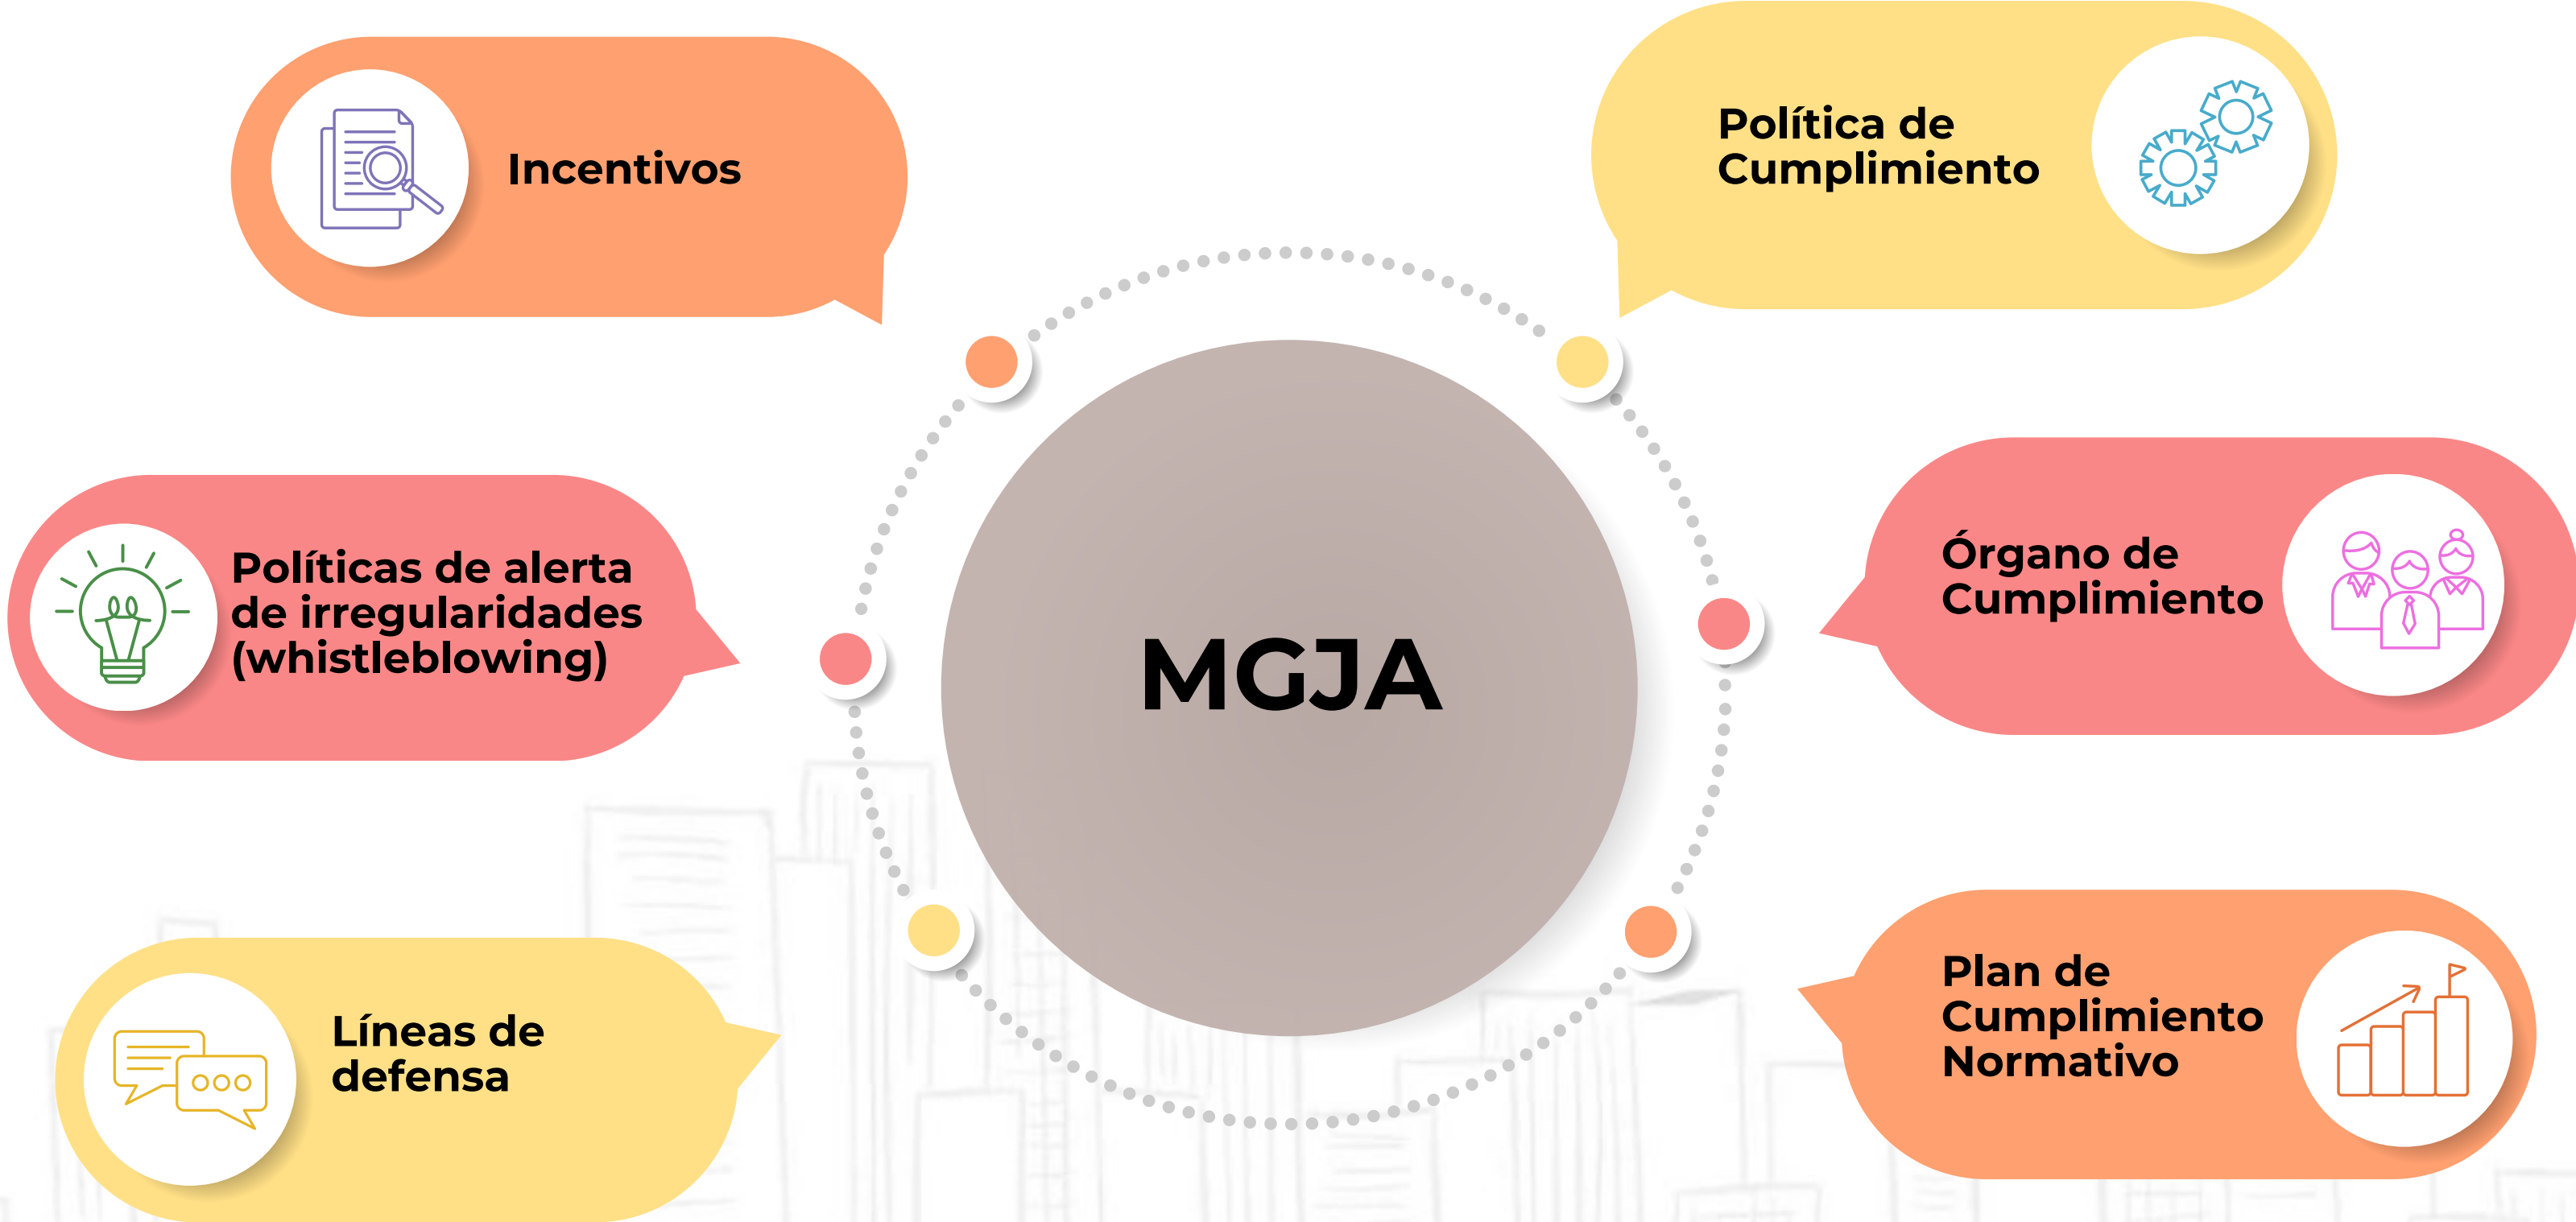 Incentivos
Política de
Cumplimiento
Políticas de alerta
de irregularidades
(whistleblowing)
MGJA
Órgano de
Cumplimiento
Líneas de
defensa
Plan de
Cumplimiento
Normativo